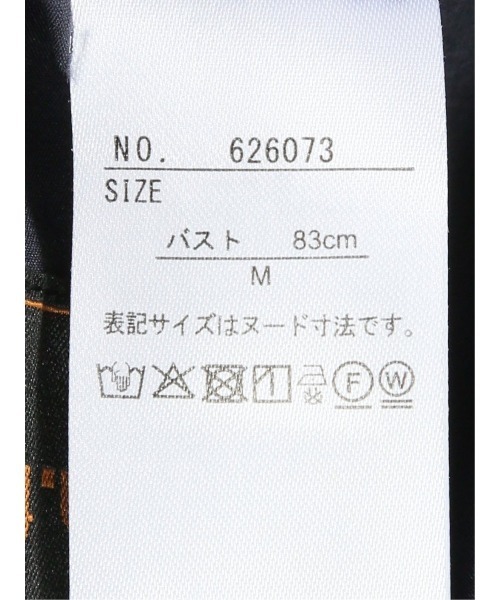 NO. 626073
SIZE
バスト 83cm
M
表記サイズはヌード寸法です。
F W